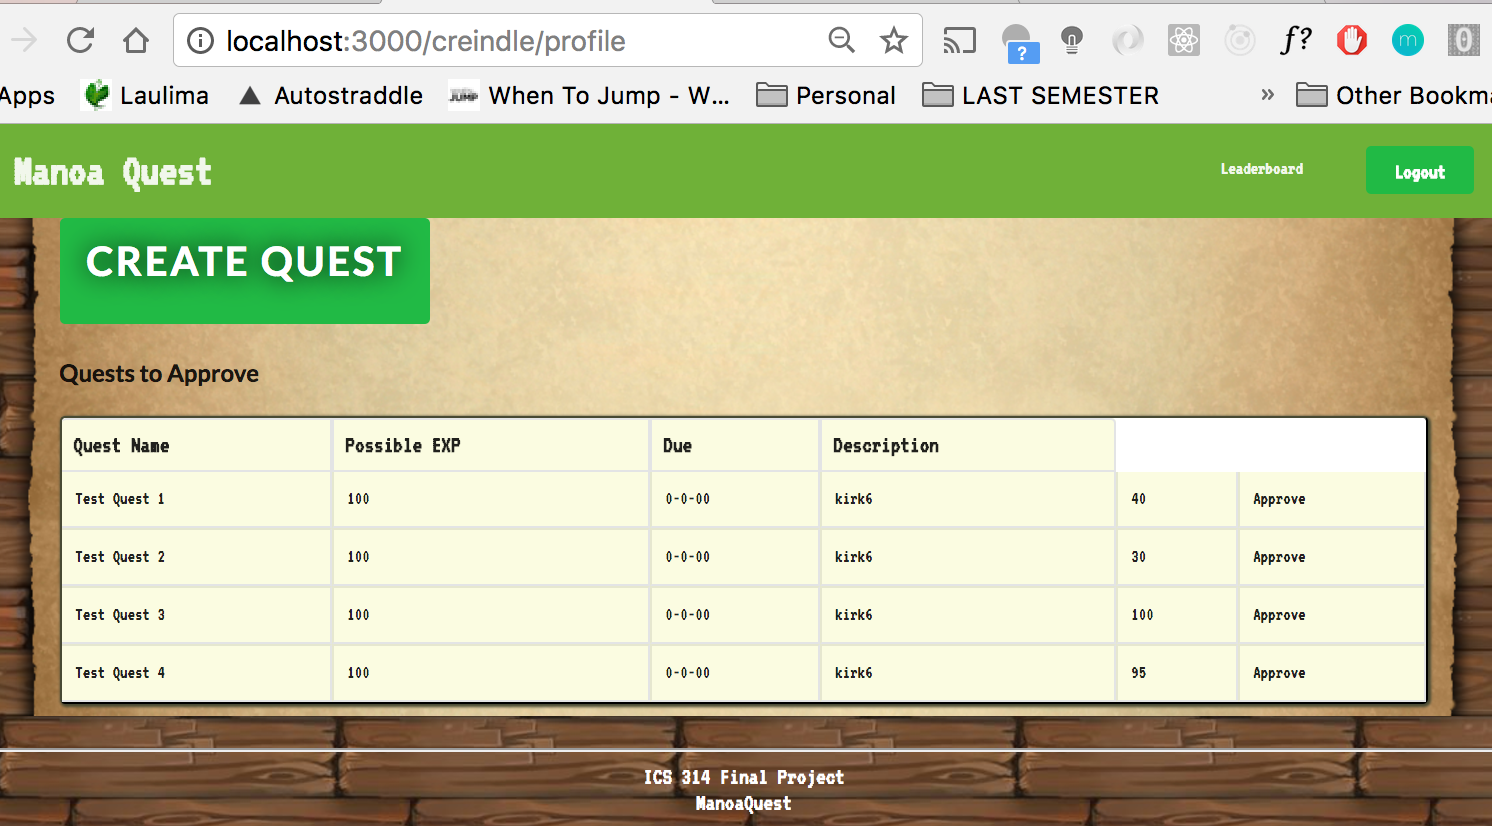 localhost:3000/creindle/profile
f?
?
m
0
Apps Laulima Autostraddle JUMP When To Jump - W... Personal LAST SEMESTER » Other Bookma
Manoa Quest Leaderboard Logout
CREATE QUEST
Quests to Approve
Quest Name Possible EXP Due Description
Test Quest 1 100 0-0-00 kirk6 40 Approve
Test Quest 2 100 0-0-00 kirk6 30 Approve
Test Quest 3 100 0-0-00 kirk6 100 Approve
Test Quest 4 100 0-0-00 kirk6 95 Approve
ICS 314 Final Project
ManoaQuest